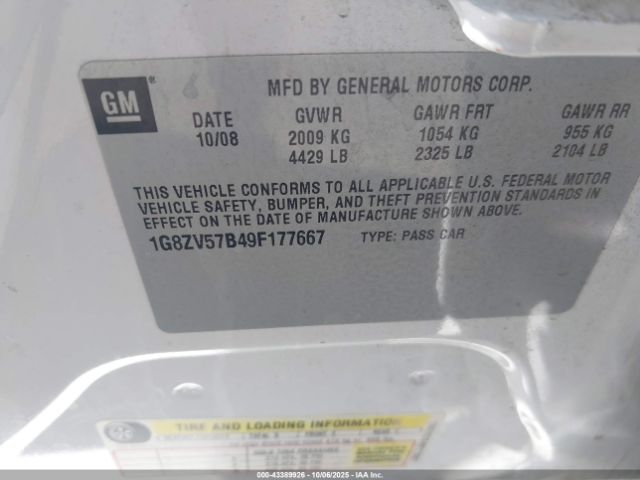 GM
MFD BY GENERAL MOTORS CORP.
DATE GVWR GAWR FRT GAWR RR
10/08 2009 KG 1054 KG 955 KG
4429 LB 2325 LB 2104 LB
THIS VEHICLE CONFORMS TO ALL APPLICABLE U.S. FEDERAL MOTOR
VEHICLE SAFETY, BUMPER, AND THEFT PREVENTION STANDARDS IN
EFFECT ON THE DATE OF MANUFACTURE SHOWN ABOVE.
1G8ZV57B49F177667 TYPE: PASS CAR
TIRE AND LOADING INFORMATION
000-43389926 - 10/06/2025 - IAA Inc.